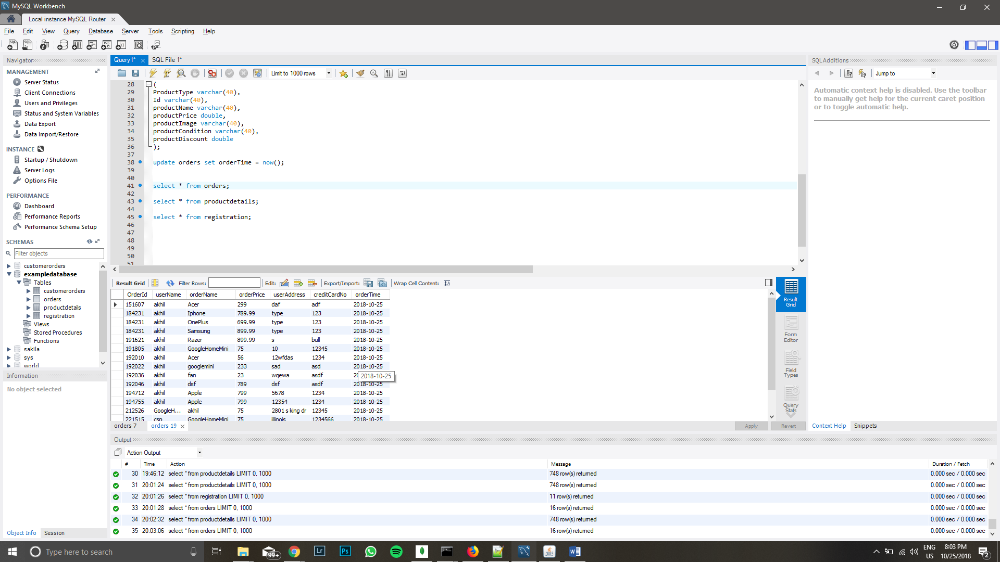 MySQL Workbench
Local instance MySQL Router
File Edit View Query Database Server Tools Scripting Help
Navigator
MANAGEMENT
Server Status
Client Connections
Users and Privileges
Status and System Variables
Data Export
Data Import/Restore
INSTANCE
Startup / Shutdown
Server Logs
Options File
PERFORMANCE
Dashboard
Performance Reports
Performance Schema Setup
SCHEMAS
Filter objects
customerorders
exampledatabase
Tables
customerorders
orders
productdetails
registration
Views
Stored Procedures
Functions
sakila
sys
world
Information
No object selected
Object Info Session
Query1* SQL File 1*
Limit to 1000 rows
28 (
29 ProductType varchar(40),
30 Id varchar(40),
31 productName varchar(40),
32 productPrice double,
33 productImage varchar(40),
34 productCondition varchar(40),
35 productDiscount double
36 );
37
38 update orders set orderTime = now();
39
40
41 select * from orders;
42
43 select * from productdetails;
44
45 select * from registration;
46
47
48
49
50
51
Result Grid Filter Rows: Edit: Export/Import: Wrap Cell Content:
OrderId userName orderName orderPrice userAddress creditCardNo orderTime
151607 akhil Acer 299 daf adf 2018-10-25
184231 akhil Iphone 789.99 type 123 2018-10-25
184231 akhil OnePlus 699.99 type 123 2018-10-25
184231 akhil Samsung 899.99 type 123 2018-10-25
191621 akhil Razer 899.99 s bull 2018-10-25
191805 akhil GoogleHomeMini 75 10 12345 2018-10-25
192010 akhil Acer 56 12wfdas 1234 2018-10-25
192022 akhil googlemini 233 sad asd 2018-10-25
192036 akhil fan 23 wqewa asdf 20
2018-10-25
192046 akhil dsf 789 dsf asdf 2018-10-25
194712 akhil Apple 799 5678 1234 2018-10-25
194755 akhil Apple 799 12354 1234 2018-10-25
212526 GoogleH... akhil 75 2801 s king dr 12345 2018-10-25
221515 csp GoogleHomeMini 75 illinois 1234566 2018-10-25
Result Grid
Form Editor
Field Types
Query Stats
orders 7 orders 19
Apply Revert
Output
Action Output
# Time Action Message Duration / Fetch
30 19:46:12 select * from productdetails LIMIT 0, 1000 748 row(s) returned 0.000 sec / 0.000 sec
31 20:01:24 select * from productdetails LIMIT 0, 1000 748 row(s) returned 0.000 sec / 0.000 sec
32 20:01:26 select * from registration LIMIT 0, 1000 11 row(s) returned 0.000 sec / 0.000 sec
33 20:01:28 select * from orders LIMIT 0, 1000 16 row(s) returned 0.000 sec / 0.000 sec
34 20:02:32 select * from productdetails LIMIT 0, 1000 748 row(s) returned 0.000 sec / 0.000 sec
35 20:03:06 select * from orders LIMIT 0, 1000 16 row(s) returned 0.000 sec / 0.000 sec
SQLAdditions
Jump to
Automatic context help is disabled. Use the toolbar
to manually get help for the current caret position
or to toggle automatic help.
Context Help Snippets
Type here to search
99+
Lr
Ps
ENG
US
8:03 PM
10/25/2018
2